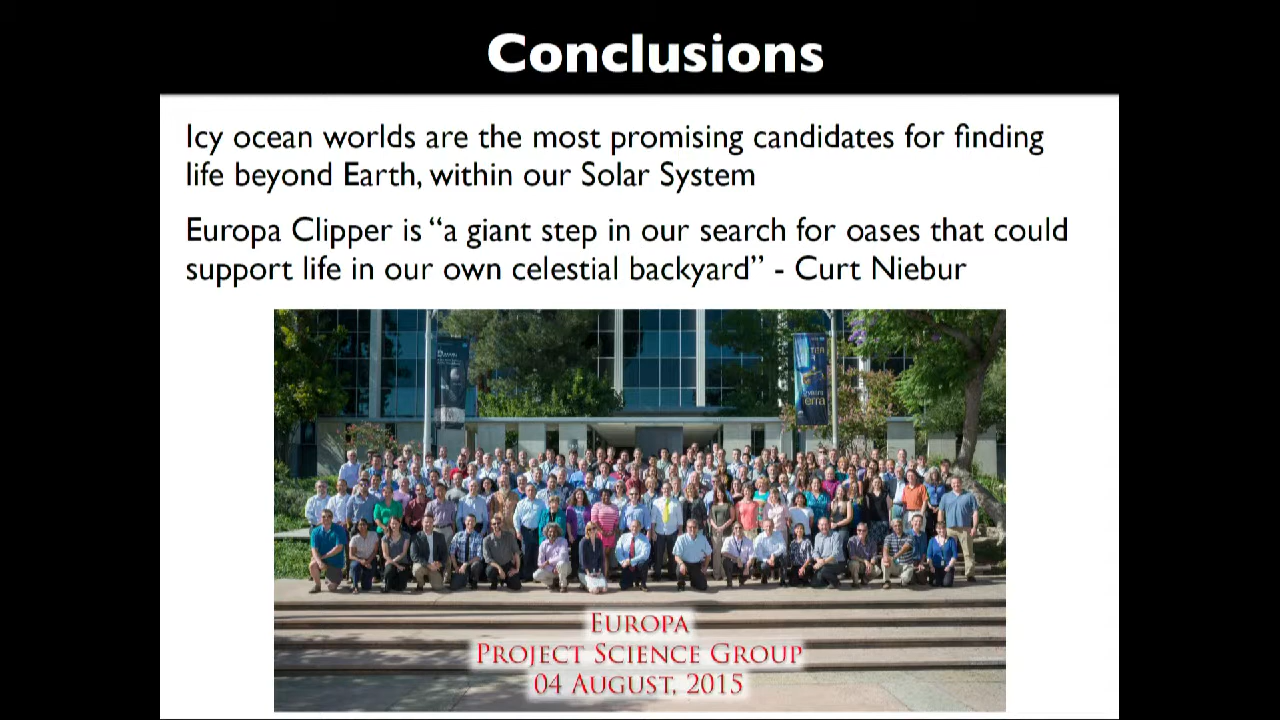 Conclusions
Icy ocean worlds are the most promising candidates for finding
life beyond Earth, within our Solar System
Europa Clipper is “a giant step in our search for oases that could
support life in our own celestial backyard” - Curt Niebur
EUROPA
PROJECT SCIENCE GROUP
04 AUGUST, 2015